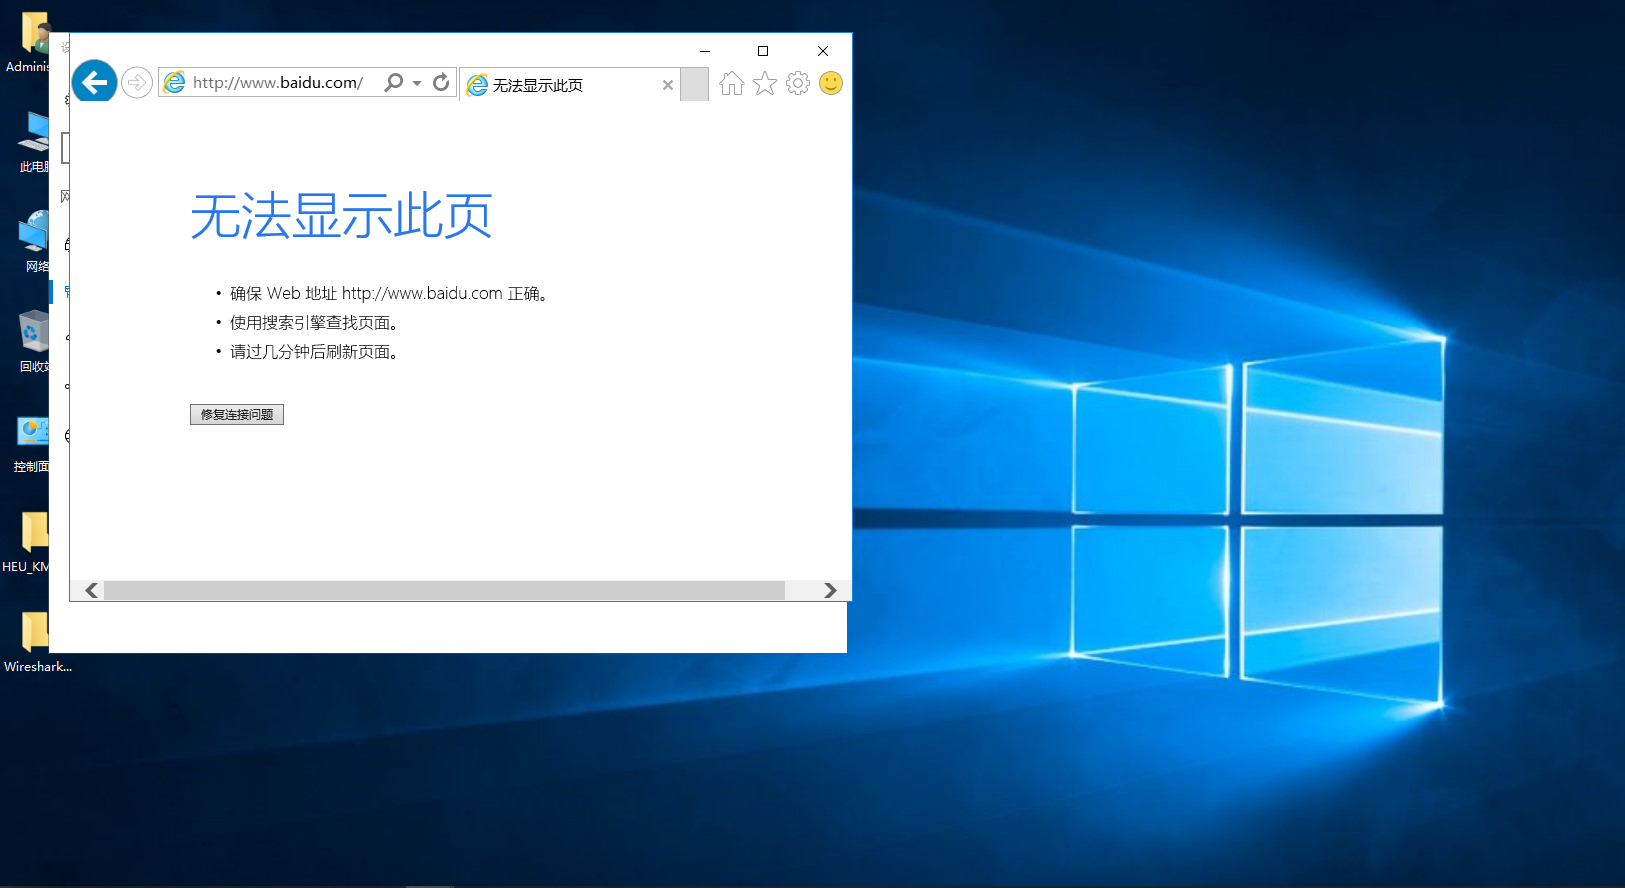 Adminis
此电脑
网络
回收站
控制面
HEU_KM
Wireshark...
设
网
http://www.baidu.com/
无法显示此页
无法显示此页
• 确保 Web 地址 http://www.baidu.com 正确。
• 使用搜索引擎查找页面。
• 请过几分钟后刷新页面。
修复连接问题